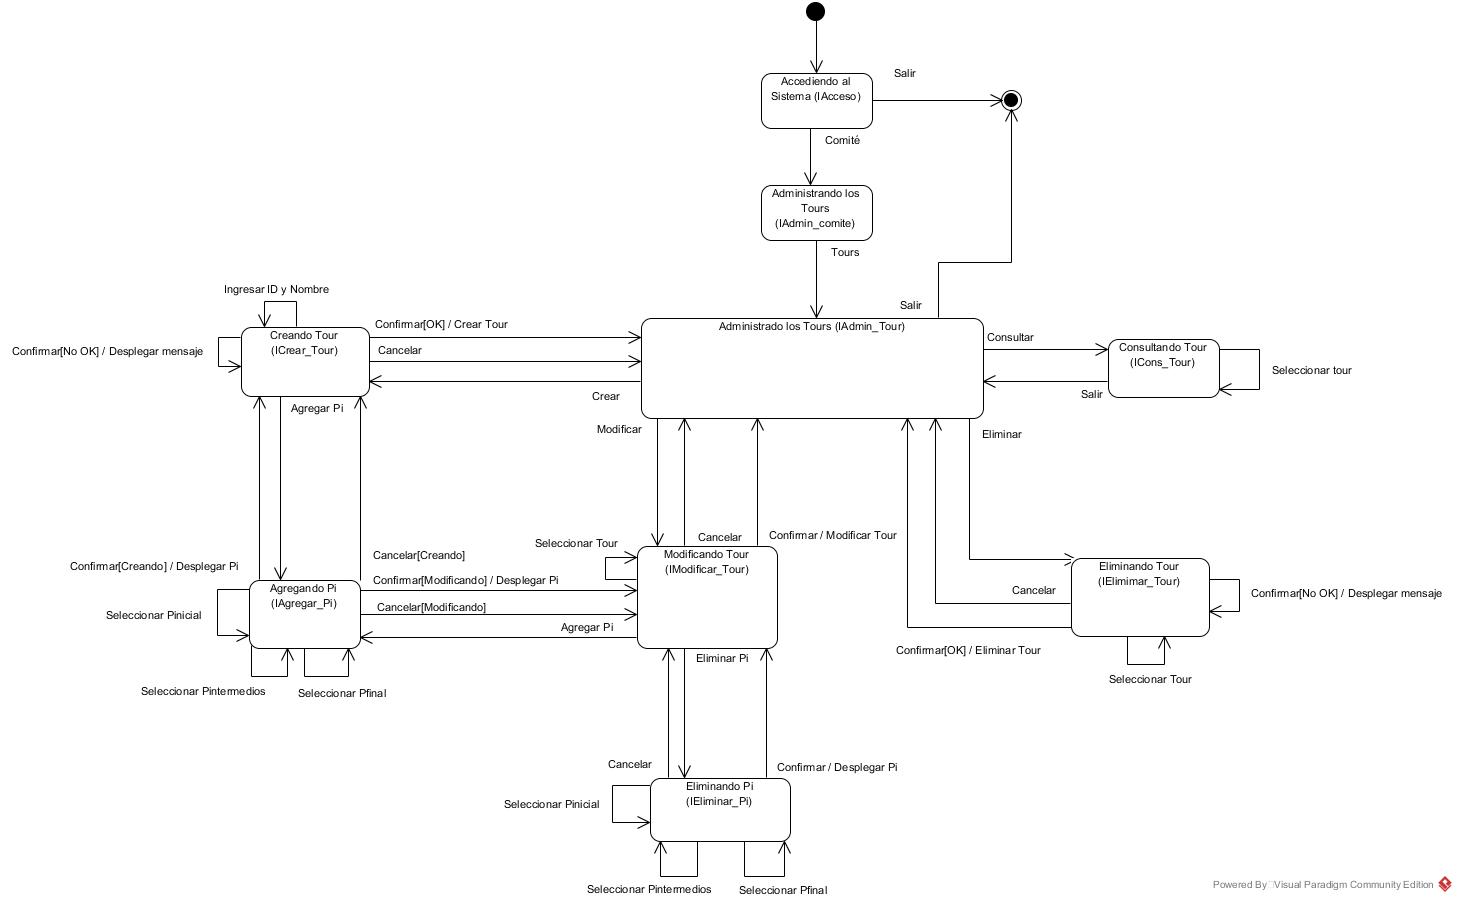 Accediendo al
Sistema (IAcceso)
Salir
Comité
Administrando los
Tours
(IAdmin_comite)
Tours
Salir
Ingresar ID y Nombre
Creando Tour
(ICrear_Tour)
Confirmar[No OK] / Desplegar mensaje
Confirmar[OK] / Crear Tour
Cancelar
Crear
Administrado los Tours (IAdmin_Tour)
Consultar
Consultando Tour
(ICons_Tour)
Seleccionar tour
Salir
Agregar Pi
Modificar
Eliminar
Seleccionar Tour
Cancelar
Confirmar / Modificar Tour
Modificando Tour
(IModificar_Tour)
Cancelar[Creando]
Confirmar[Creando] / Desplegar Pi
Confirmar[Modificando] / Desplegar Pi
Agregando Pi
(IAgregar_Pi)
Cancelar[Modificando]
Seleccionar Pinicial
Agregar Pi
Eliminando Tour
(IElimimar_Tour)
Cancelar
Confirmar[No OK] / Desplegar mensaje
Confirmar[OK] / Eliminar Tour
Eliminar Pi
Seleccionar Tour
Seleccionar Pintermedios
Seleccionar Pfinal
Cancelar
Confirmar / Desplegar Pi
Eliminando Pi
(IEliminar_Pi)
Seleccionar Pinicial
Seleccionar Pintermedios
Seleccionar Pfinal
Powered By Visual Paradigm Community Edition